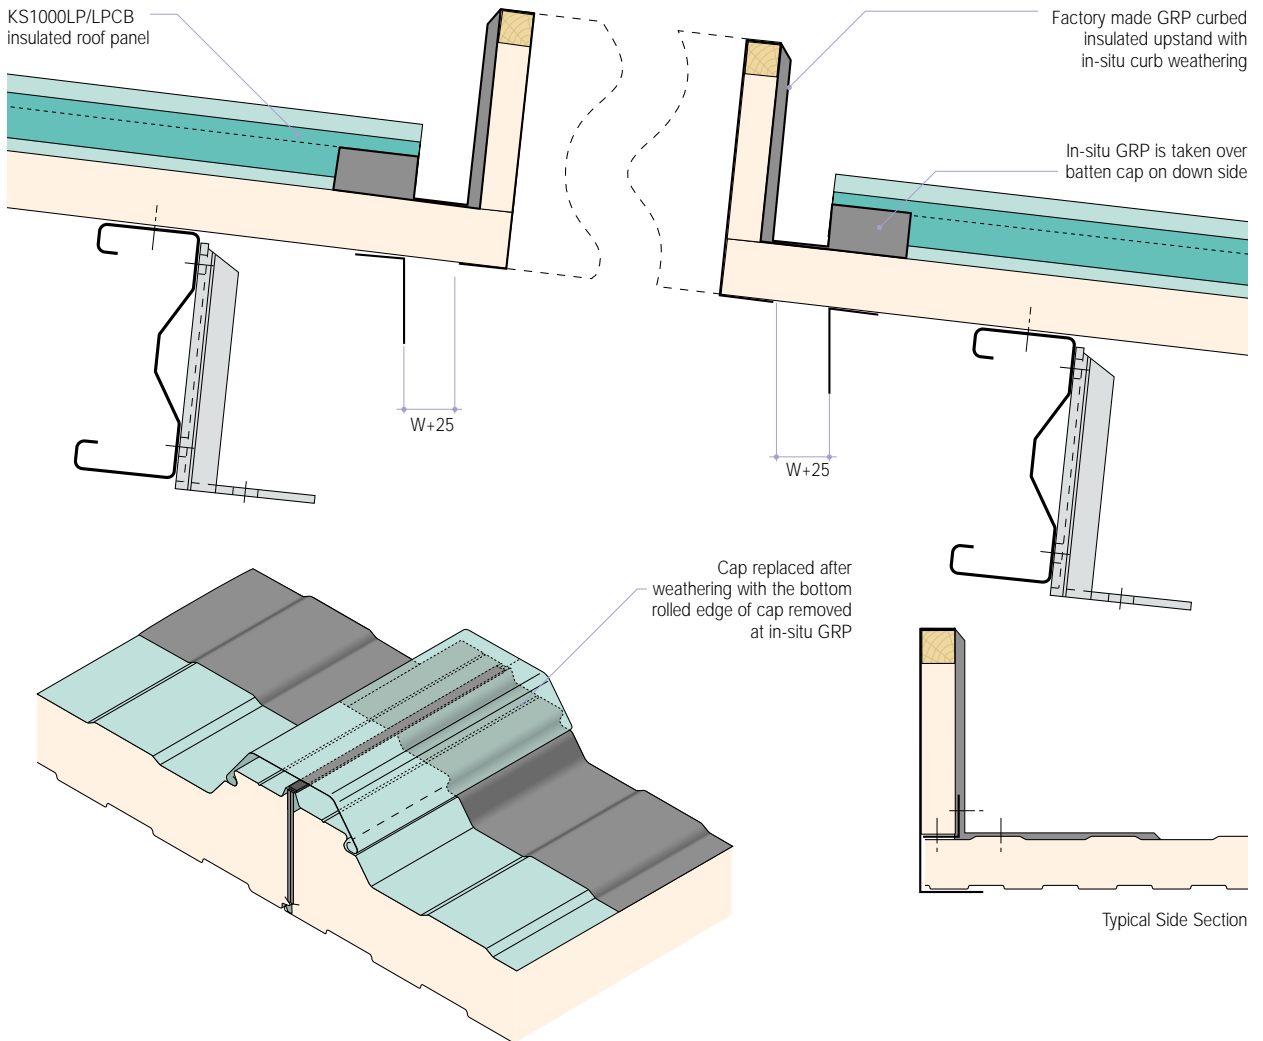 KS1000LP/LPCB
insulated roof panel
Factory made GRP curbed
insulated upstand with
in-situ curb weathering
In-situ GRP is taken over
batten cap on down side
W+25
W+25
Cap replaced after
weathering with the bottom
rolled edge of cap removed
at in-situ GRP
Typical Side Section